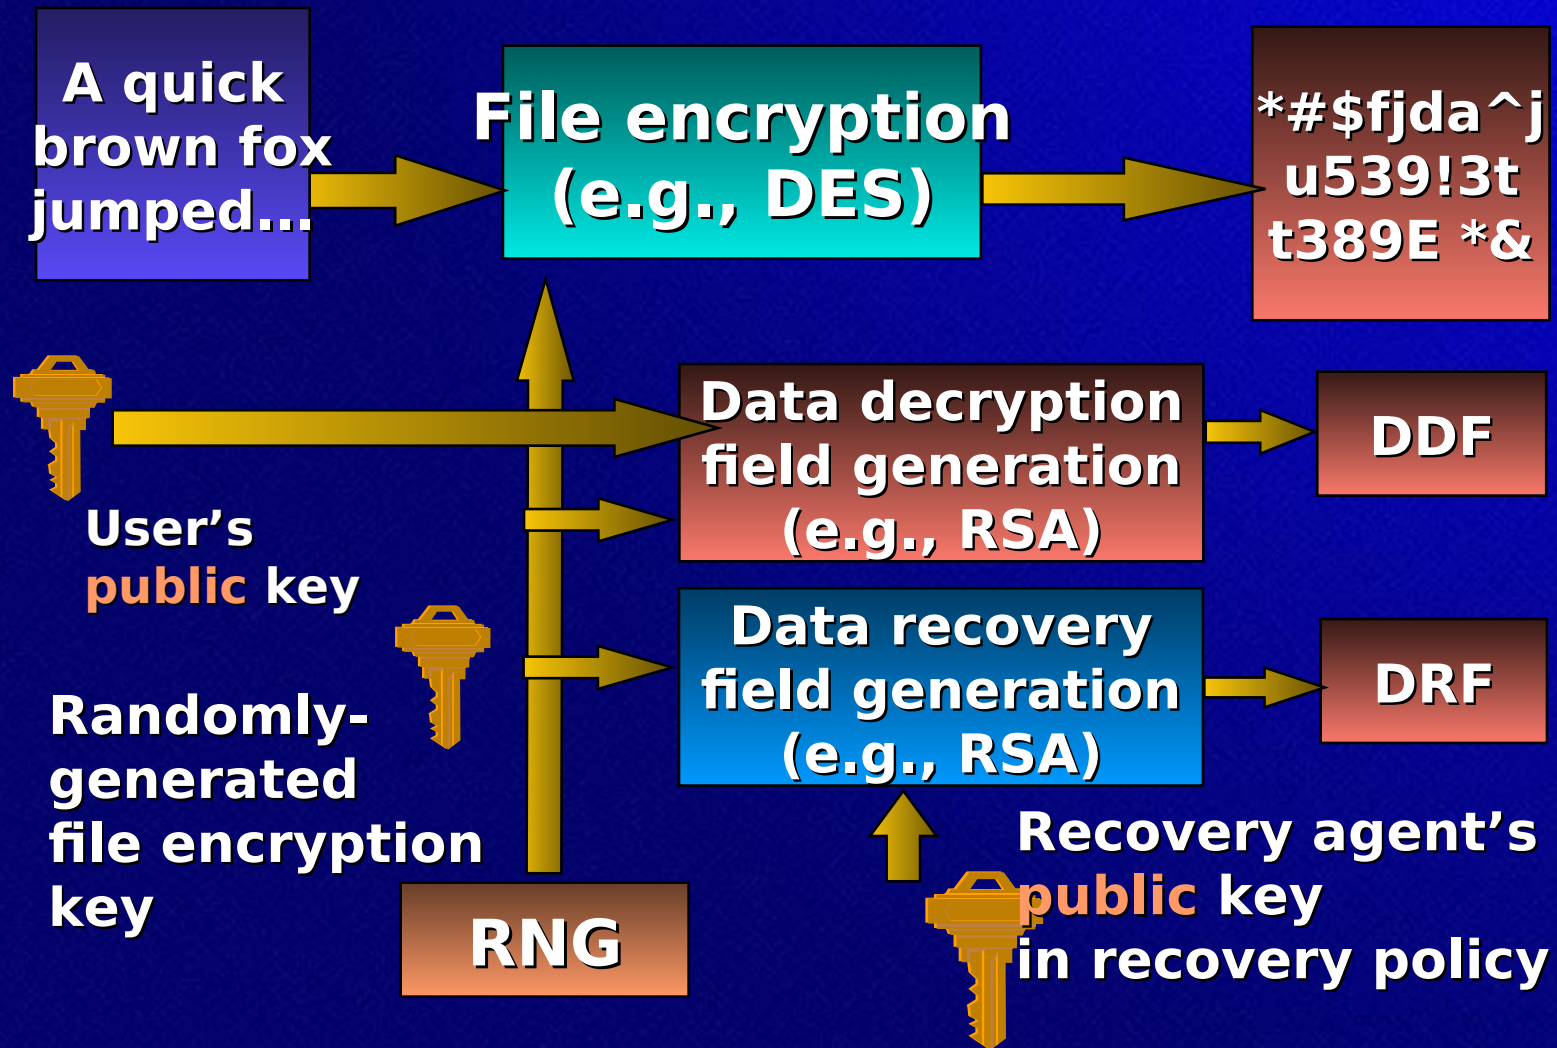 A quick
brown fox
jumped...
File encryption
(e.g., DES)
*#$fjda^j
u539!3t
t389E *&
Data decryption
field generation
(e.g., RSA)
DDF
User’s
public key
Data recovery
field generation
(e.g., RSA)
DRF
Randomly-
generated
file encryption
key
RNG
Recovery agent’s
public key
in recovery policy